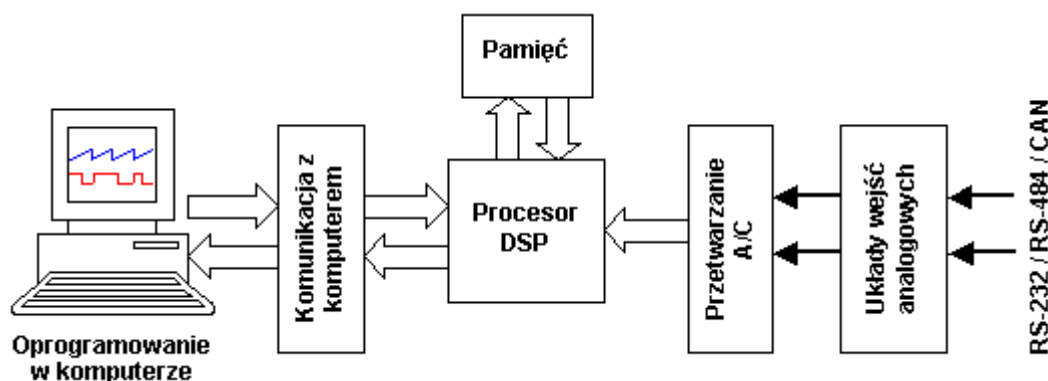 Pamięć
Komunikacja z
komputerem
Procesor
DSP
Przetwarzanie
A/C
Układy wejść
analogowych
RS-232 / RS-484 / CAN
Oprogramowanie
w komputerze